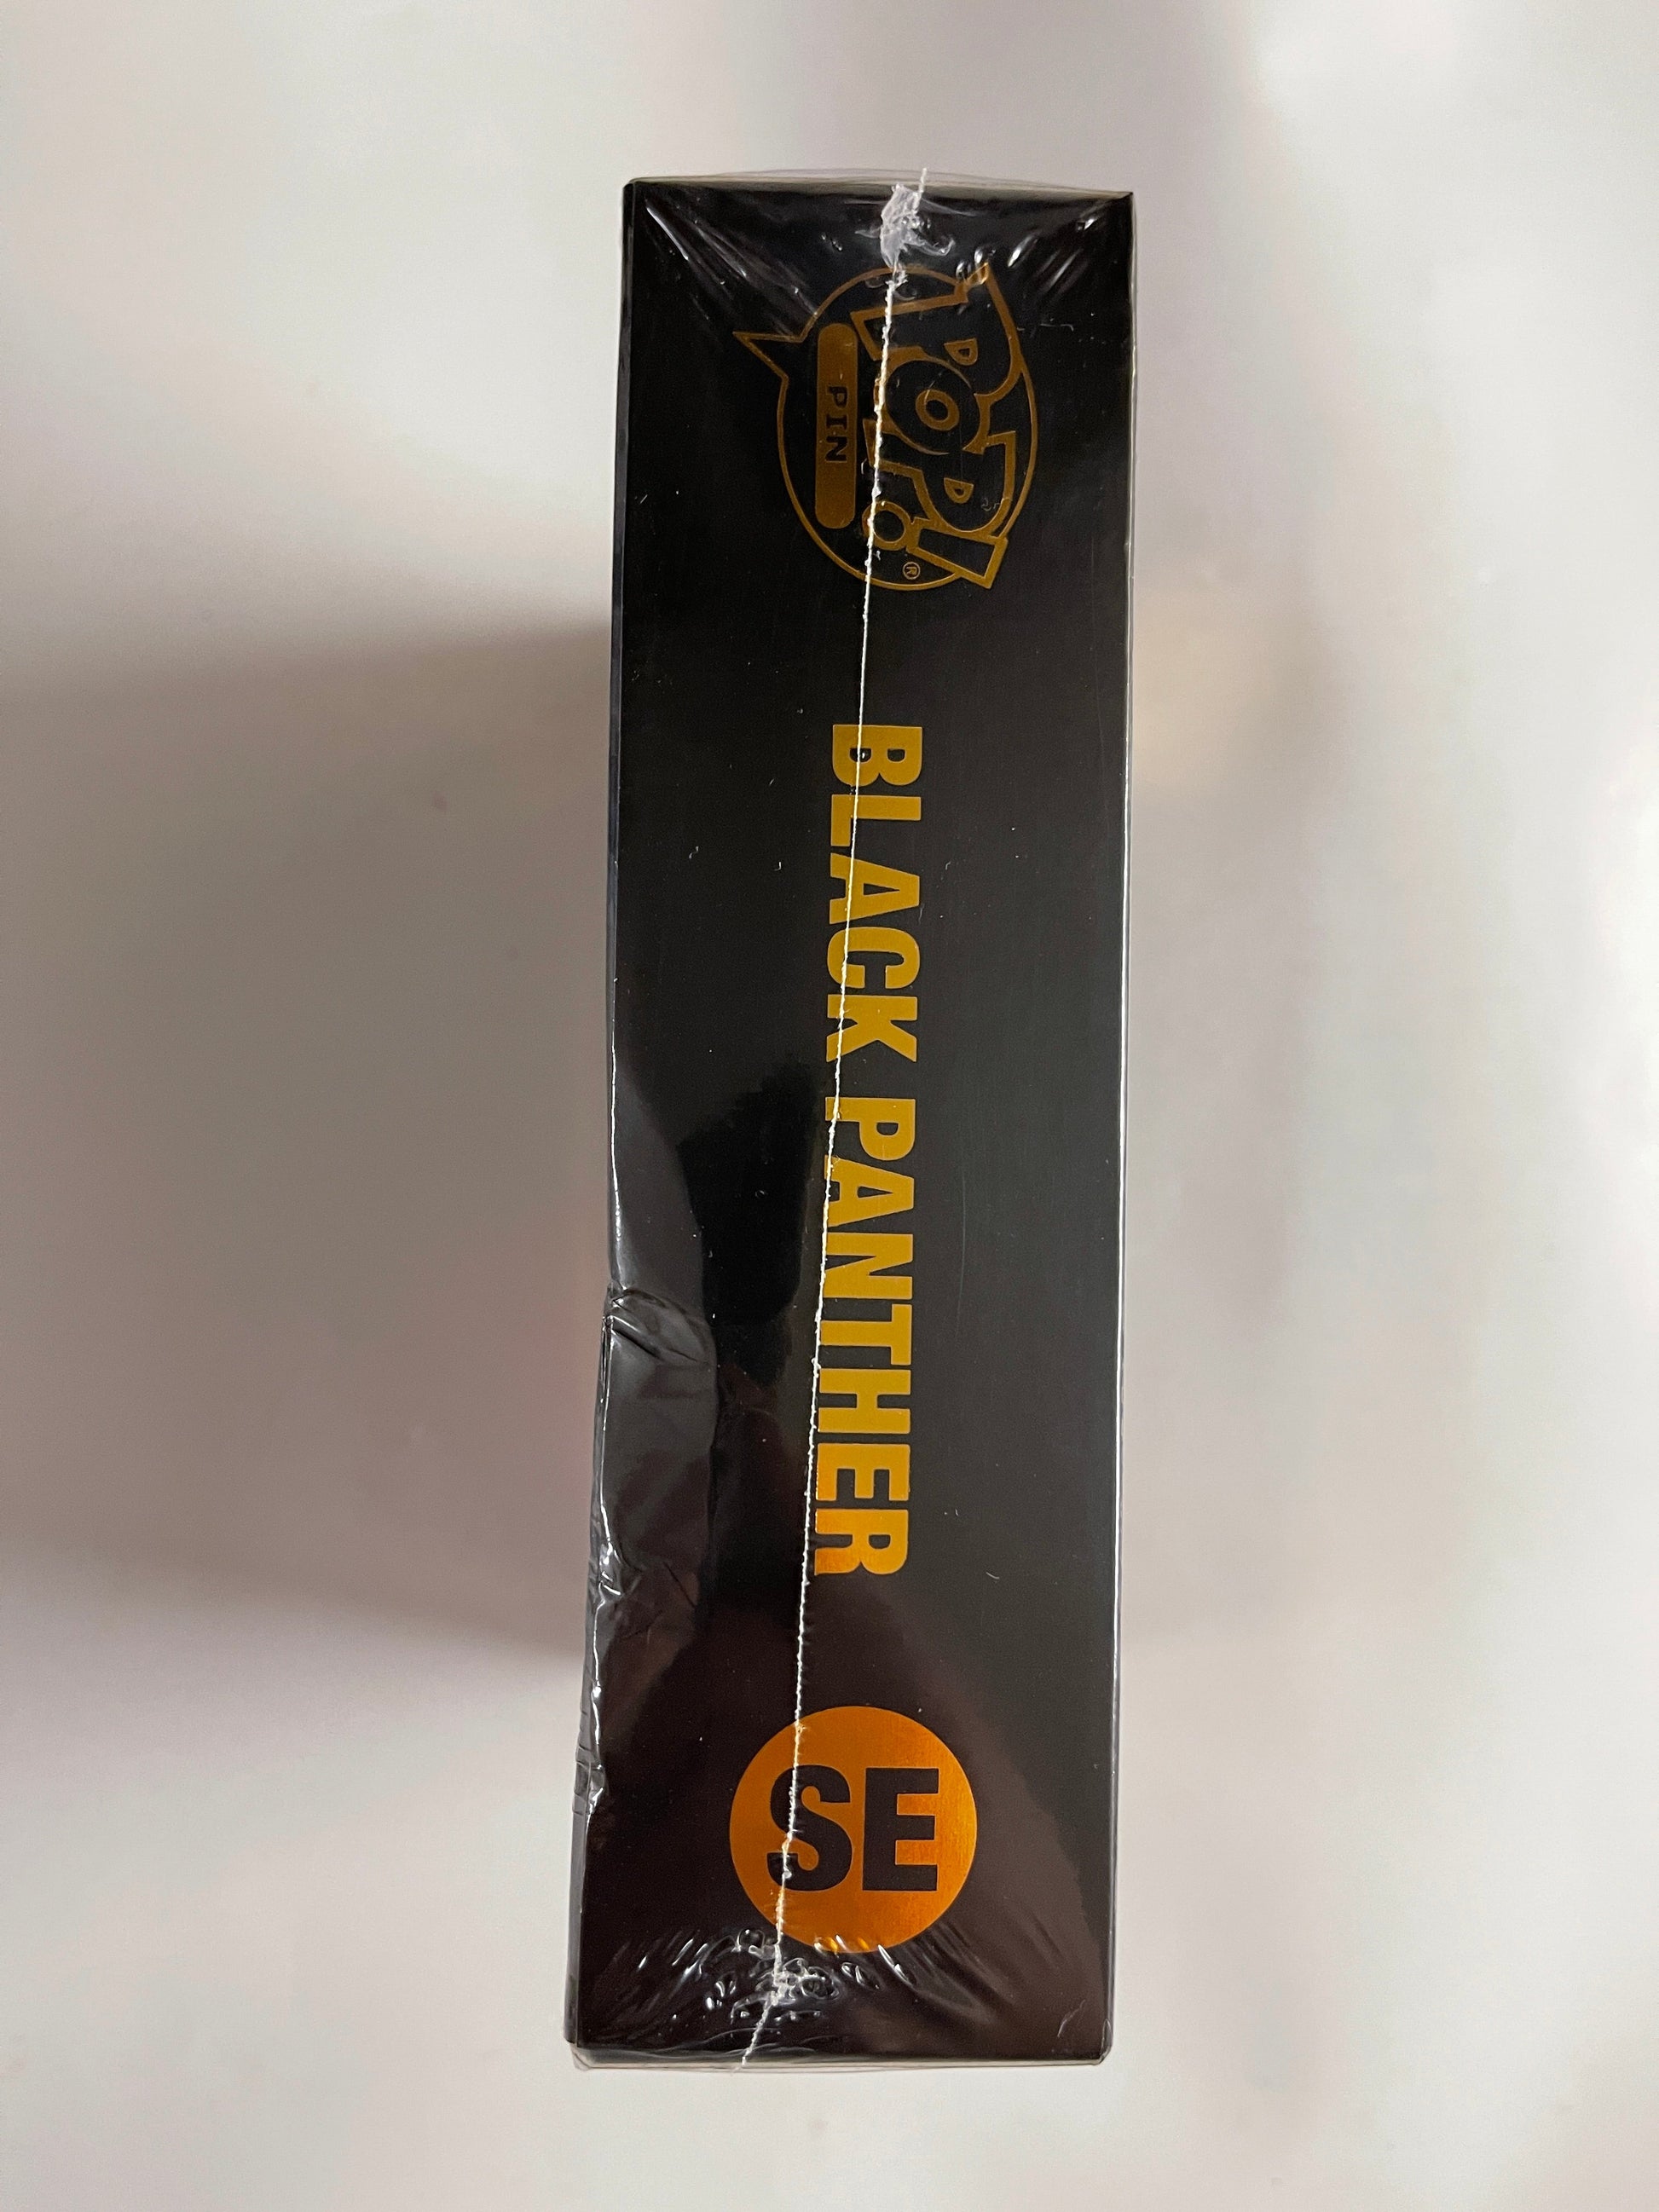 POP!
PIN
®
BLACK PANTHER
SE